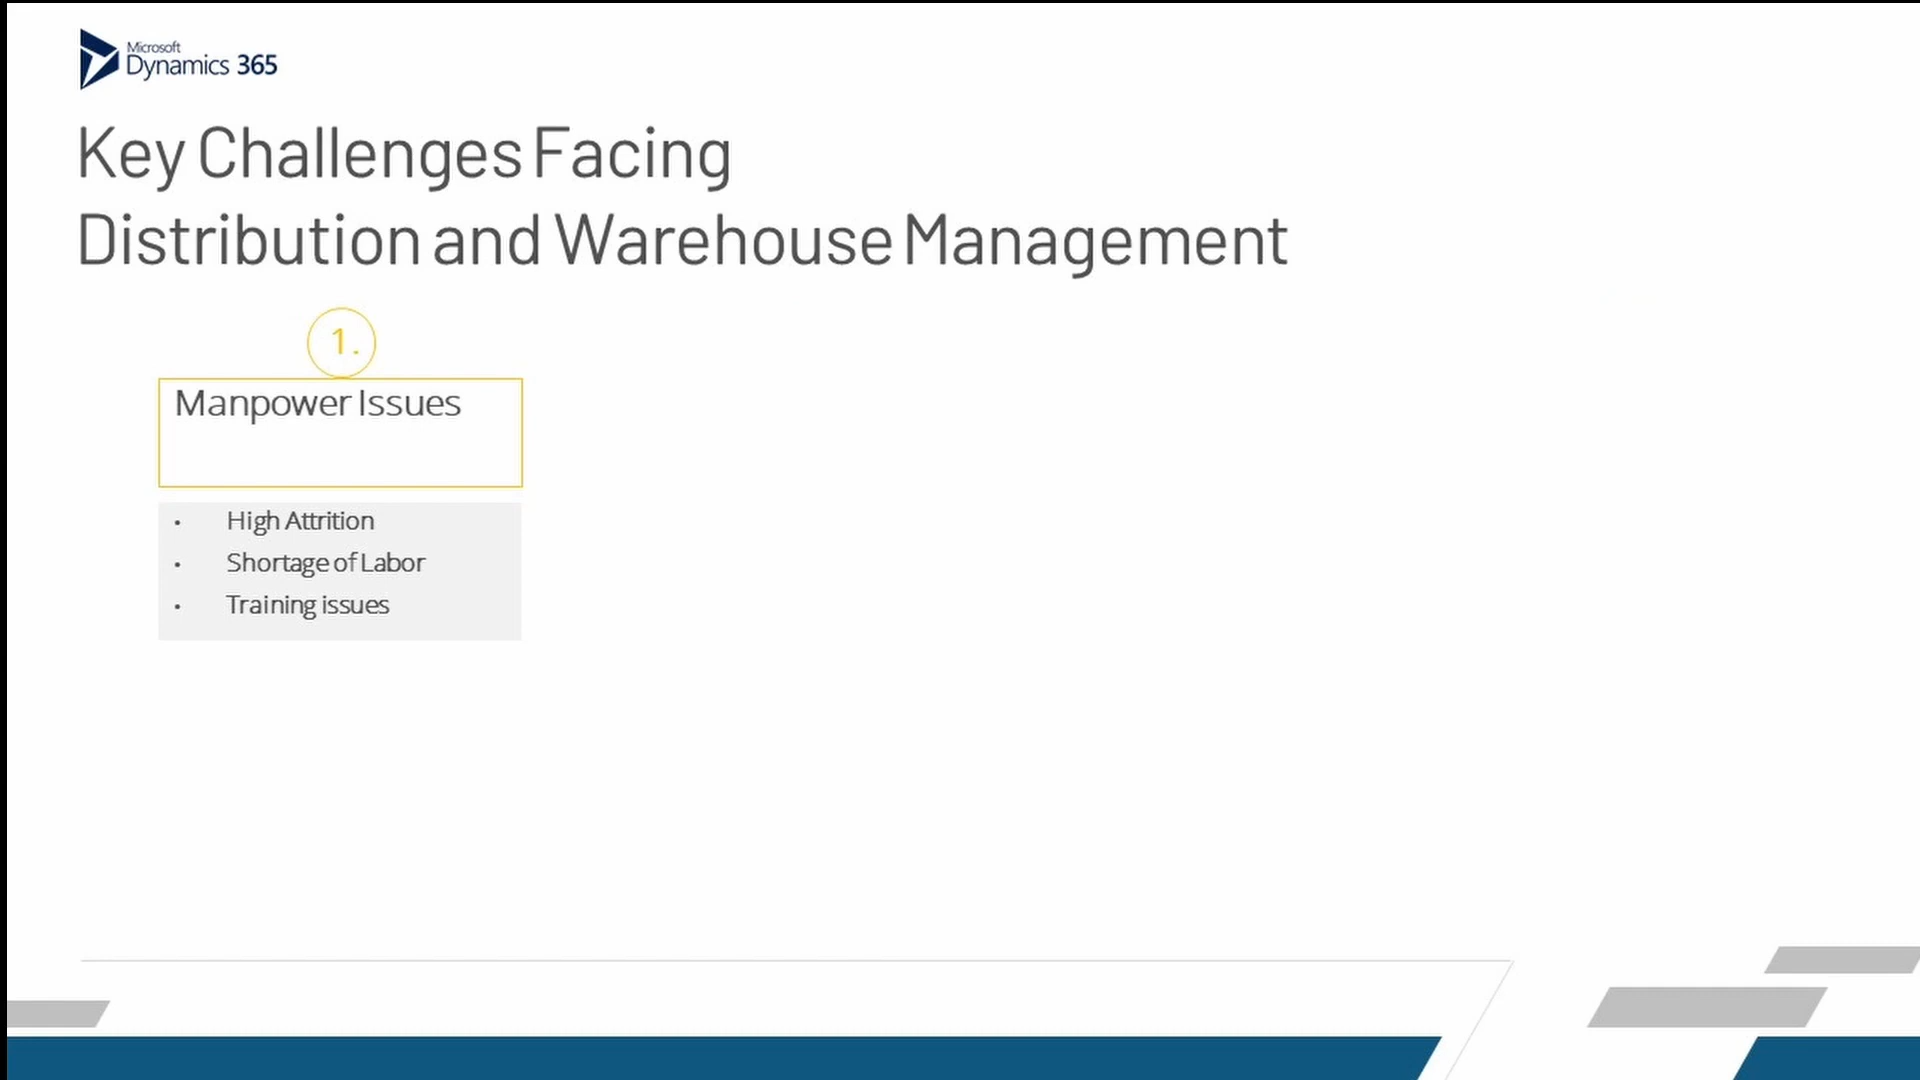 Microsoft
Dynamics 365
Key Challenges Facing
Distribution and Warehouse Management
1.
Manpower Issues
• High Attrition
• Shortage of Labor
• Training issues